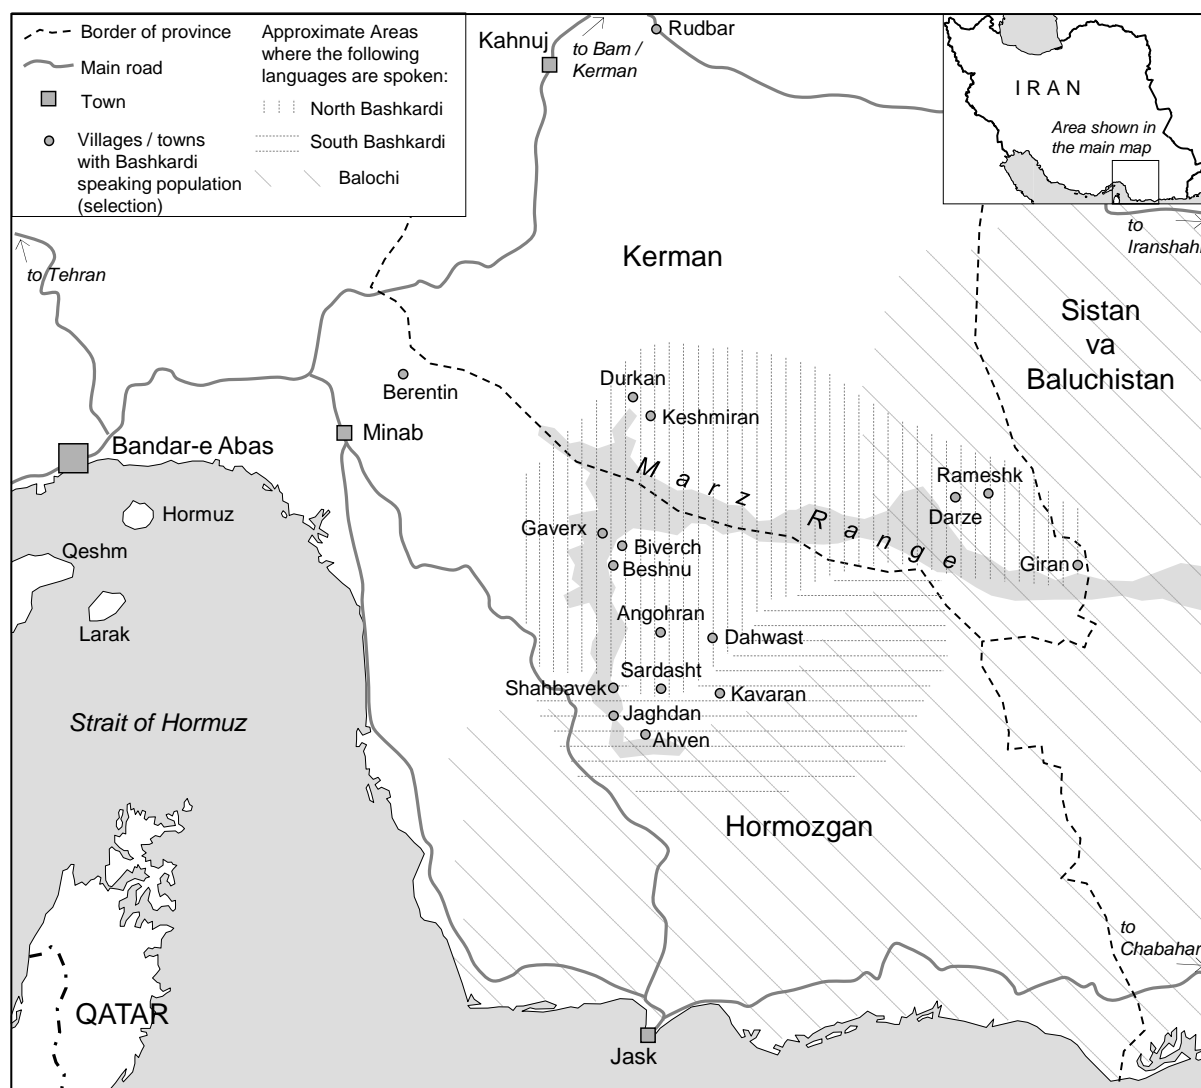 Border of province
Main road
Town
Villages / towns
with Bashkardi
speaking population
(selection)
Approximate Areas
where the following
languages are spoken:
North Bashkardi
South Bashkardi
Balochi
Kahnuj
Rudbar
to Bam /
Kerman
IRAN
Area shown in
the main map
to
Iranshahr
to Tehran
Kerman
Sistan
va
Baluchistan
Berentin
Durkan
Keshmiran
Minab
Bandar-e Abas
Marz Range
Rameshk
Darze
Hormuz
Gaverx
Biverch
Beshnu
Giran
Qeshm
Larak
Angohran
Dahwast
Sardasht
Shahbavek
Kavaran
Jaghdan
Ahven
Strait of Hormuz
Hormozgan
to
Chabahar
QATAR
Jask